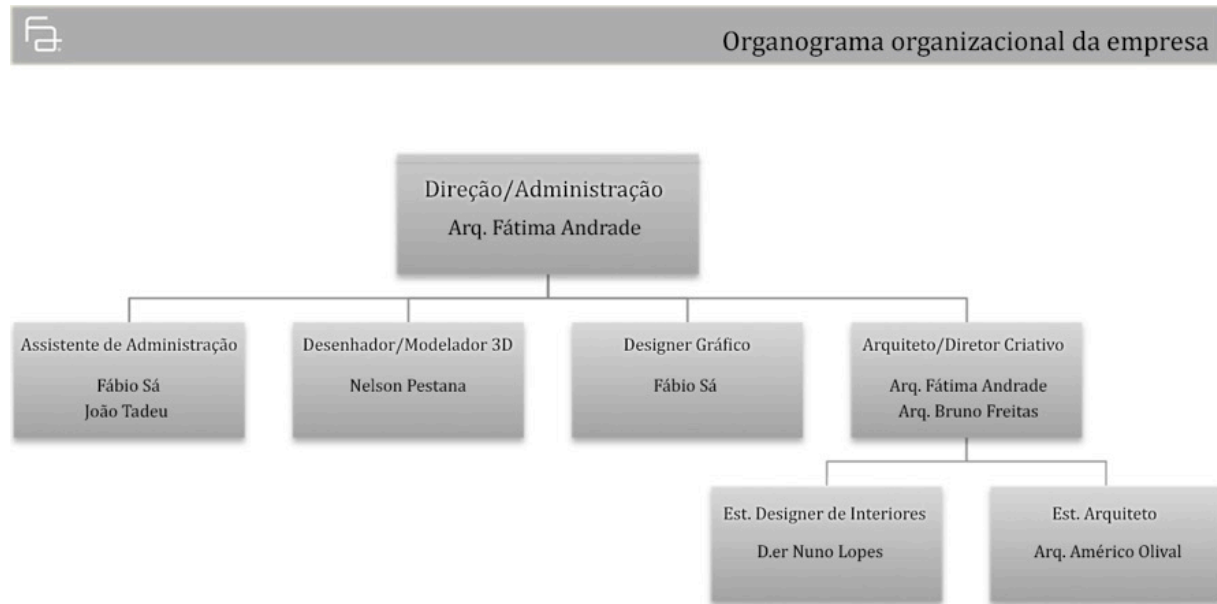 Fa.
Organograma organizacional da empresa
Direção/Administração
Arq. Fátima Andrade
Assistente de Administração
Fábio Sá
João Tadeu
Desenhador/Modelador 3D
Nelson Pestana
Designer Gráfico
Fábio Sá
Arquiteto/Diretor Criativo
Arq. Fátima Andrade
Arq. Bruno Freitas
Est. Designer de Interiores
D.er Nuno Lopes
Est. Arquiteto
Arq. Américo Olival